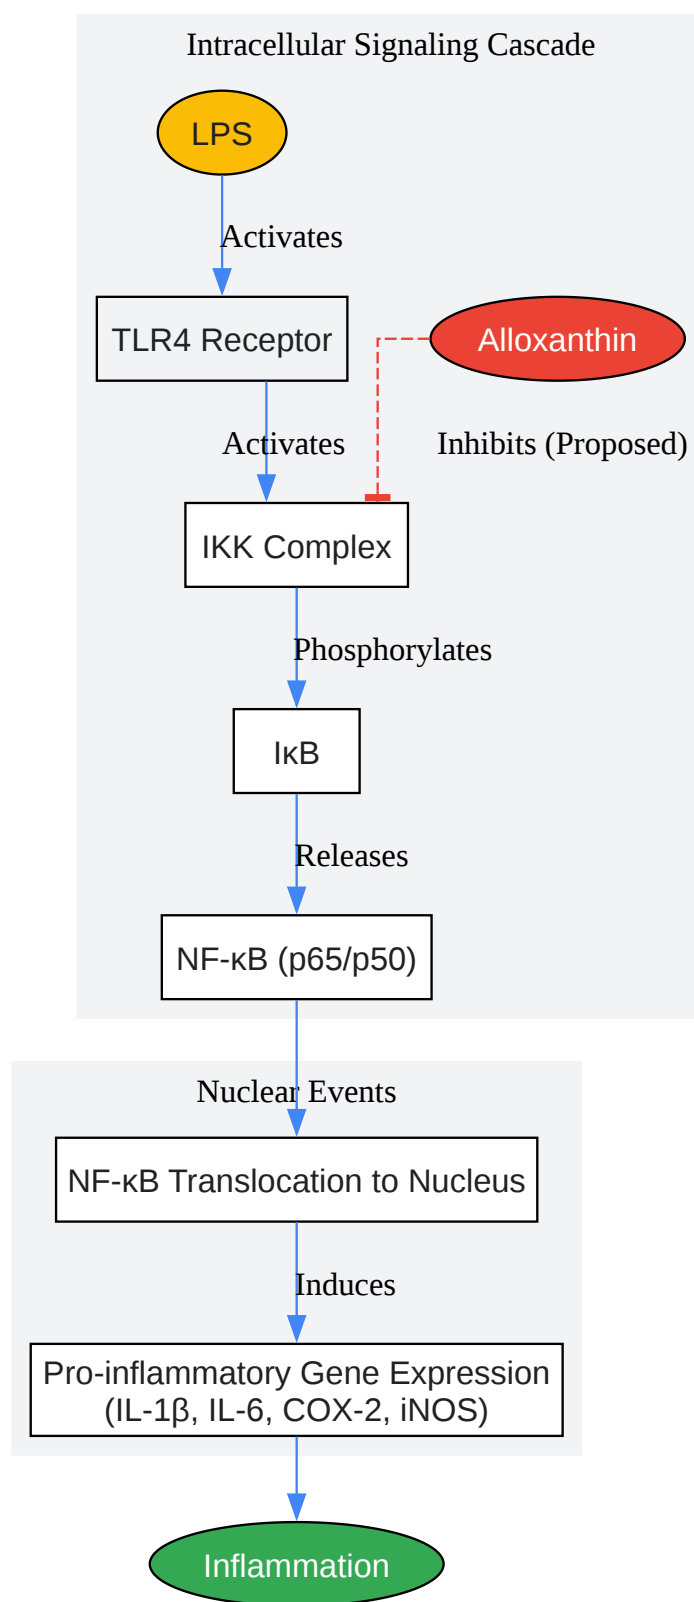 Intracellular Signaling Cascade
LPS
Activates
TLR4 Receptor
Alloxanthin
Activates
Inhibits (Proposed)
IKK Complex
Phosphorylates
IκB
Releases
NF-κB (p65/p50)
Nuclear Events
NF-κB Translocation to Nucleus
Induces
Pro-inflammatory Gene Expression
(IL-1β, IL-6, COX-2, iNOS)
Inflammation